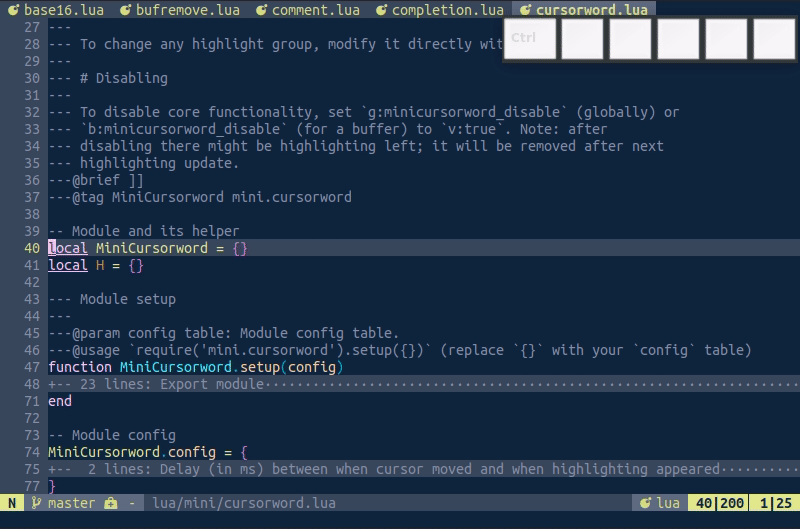 base16.lua bufremove.lua comment.lua completion.lua cursorword.lua
Ctrl
27 ---
28 --- To change any highlight group, modify it directly wit
29 ---
30 --- # Disabling
31 ---
32 --- To disable core functionality, set `g:minicursorword_disable` (globally) or
33 --- `b:minicursorword_disable` (for a buffer) to `v:true`. Note: after
34 --- disabling there might be highlighting left; it will be removed after next
35 --- highlighting update.
36 ---@brief ]]
37 ---@tag MiniCursorword mini.cursorword
38
39 -- Module and its helper
40 local MiniCursorword = {}
41 local H = {}
42
43 --- Module setup
44 ---
45 ---@param config table: Module config table.
46 ---@usage `require('mini.cursorword').setup({})` (replace `{}` with your `config` table)
47 function MiniCursorword.setup(config)
48 +-- 23 lines: Export module··································································
71 end
72
73 -- Module config
74 MiniCursorword.config = {
75 +--  2 lines: Delay (in ms) between when cursor moved and when highlighting appeared··········
77 }
N master - lua/mini/cursorword.lua lua 40|200 1|25